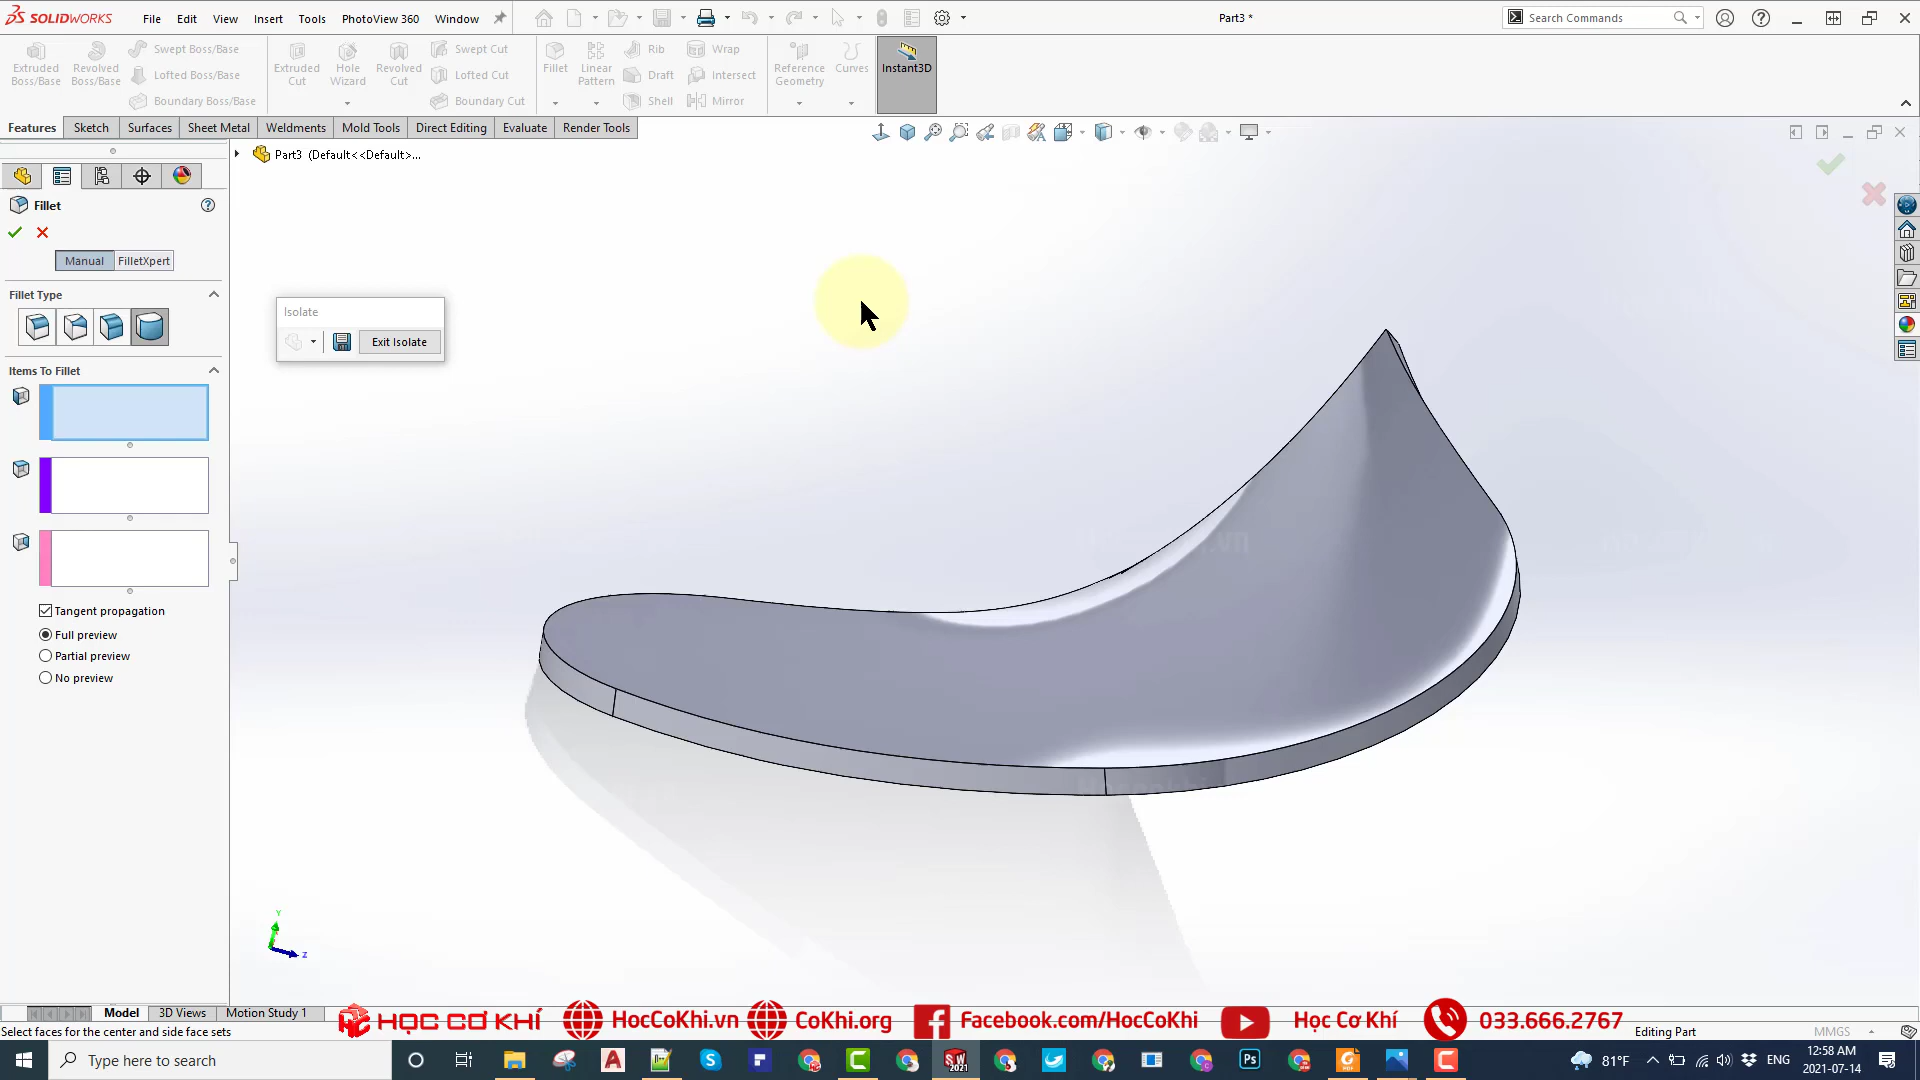 SOLIDWORKS File Edit View Insert Tools PhotoView 360 Window Part3 * Search Commands
Extruded Boss/Base Revolved Boss/Base Swept Boss/Base Lofted Boss/Base Boundary Boss/Base Extruded Cut Hole Wizard Revolved Cut Swept Cut Lofted Cut Boundary Cut Fillet Linear Pattern Rib Draft Shell Wrap Intersect Mirror Reference Geometry Curves Instant3D
Features Sketch Surfaces Sheet Metal Weldments Mold Tools Direct Editing Evaluate Render Tools
Part3 (Default<<Default>...
Fillet
Manual FilletXpert
Fillet Type
Isolate
Exit Isolate
Items To Fillet
Tangent propagation
Full preview
Partial preview
No preview
Y
Z
Model 3D Views Motion Study 1
HỌC CƠ KHÍ HocCoKhi.vn CoKhi.org Facebook.com/HocCoKhi Học Cơ Khí 033.666.2767
Select faces for the center and side face sets Editing Part MMGS
Type here to search 81°F ENG 12:58 AM
2021-07-14